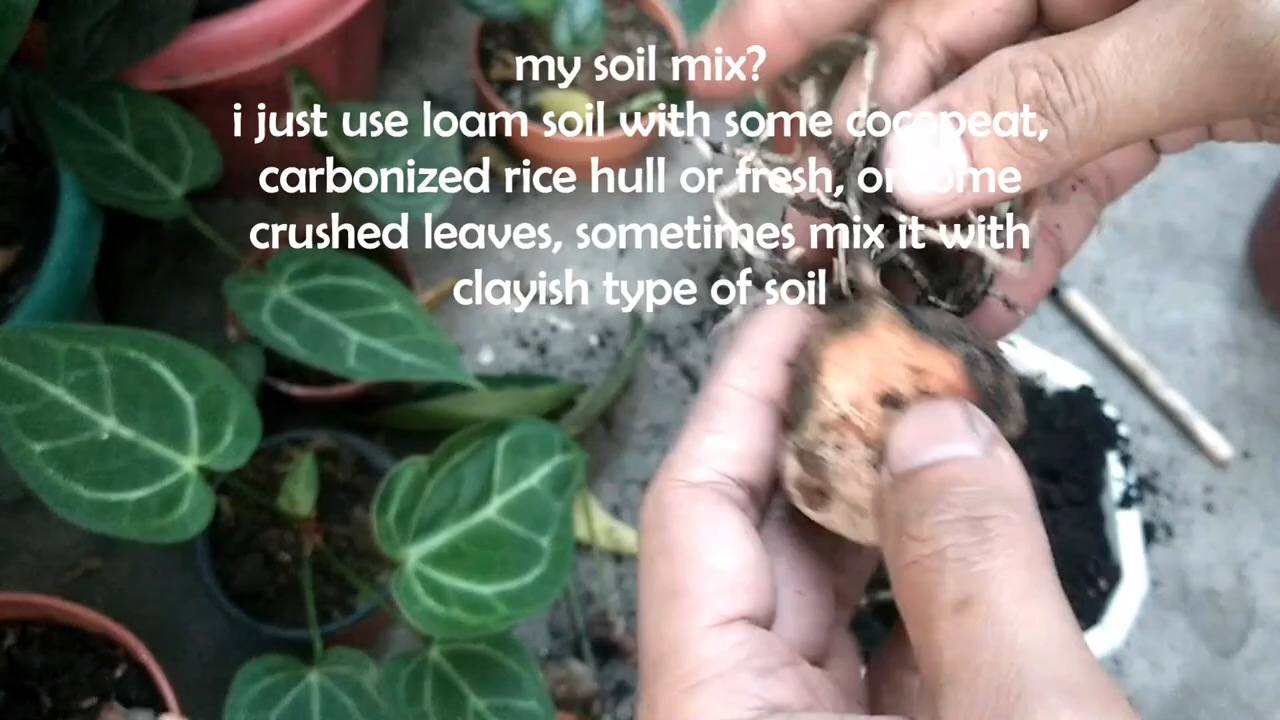 my soil mix?
i just use loam soil with some cocopeat,
carbonized rice hull or fresh, or some
crushed leaves, sometimes mix it with
clayish type of soil